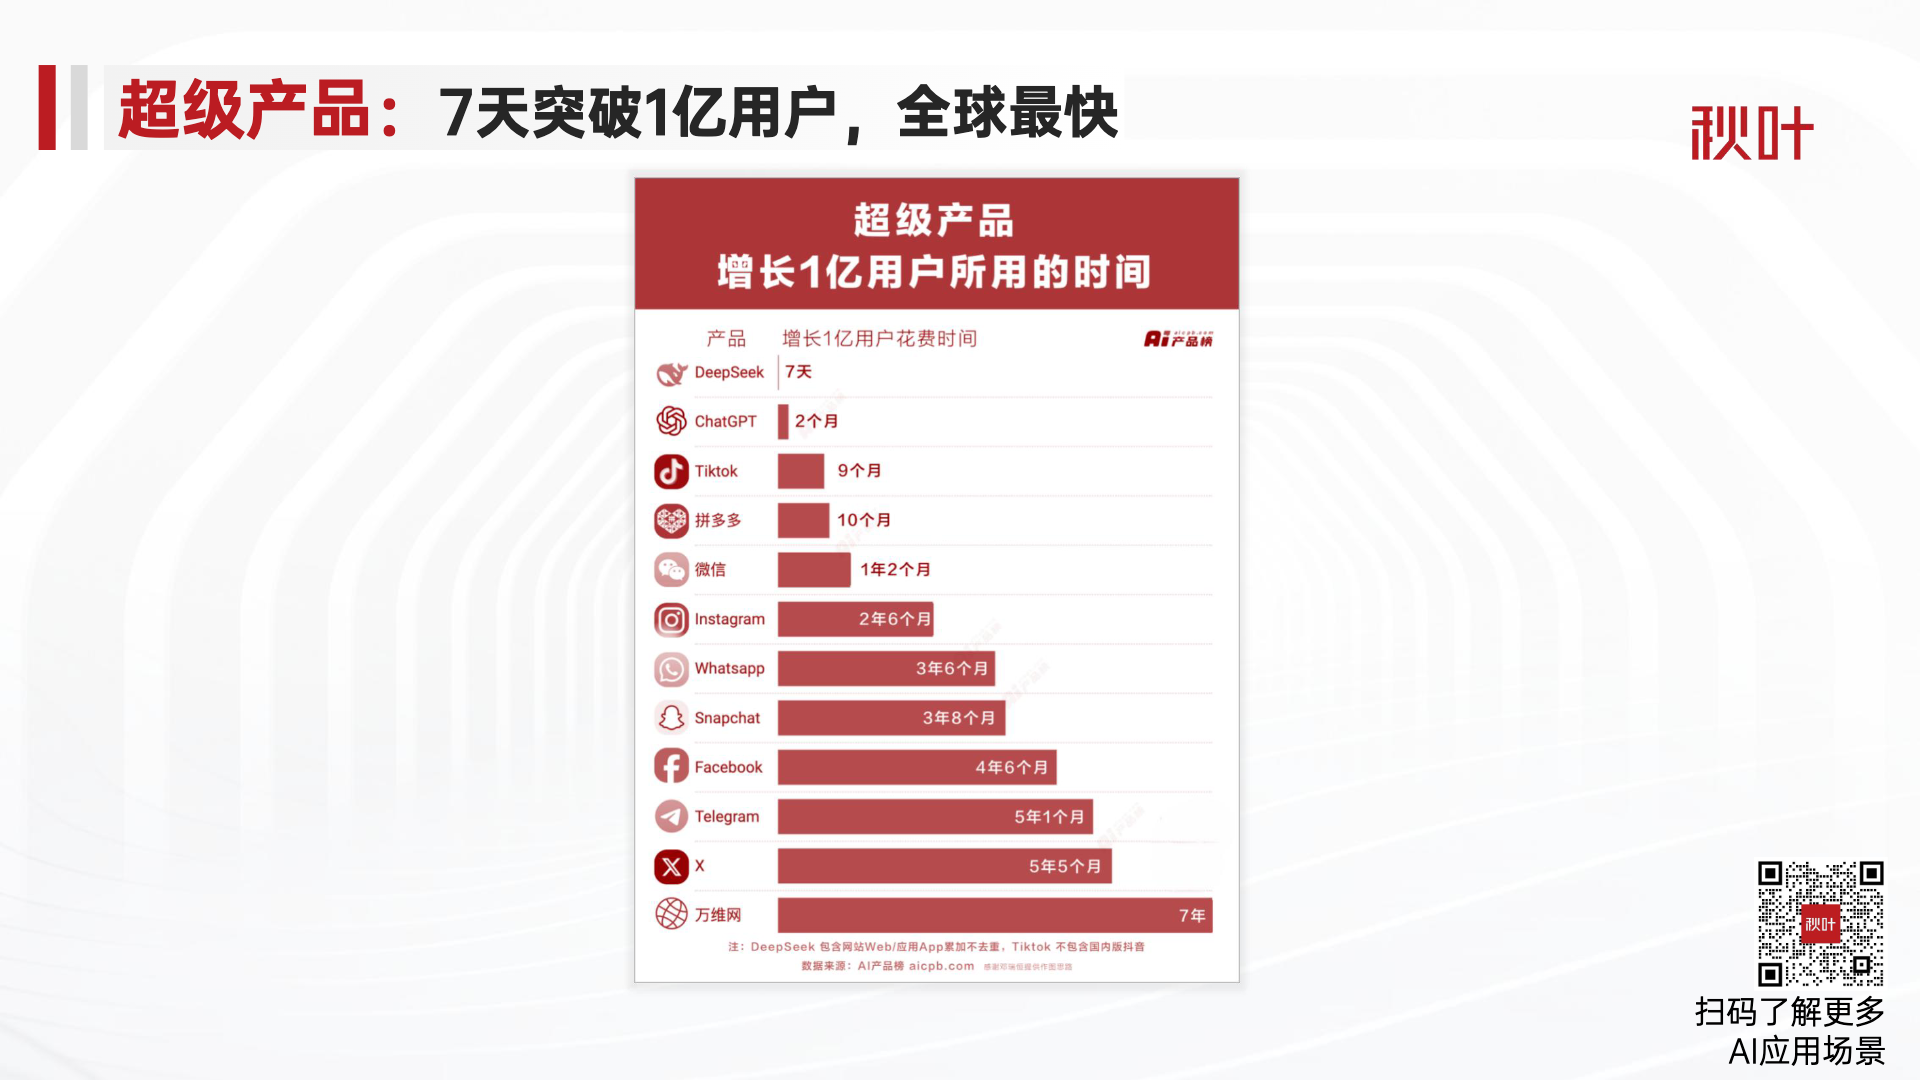 超级产品：7天突破1亿用户，全球最快
秋叶
超级产品
增长1亿用户所用的时间
产品 增长1亿用户花费时间
Ai产品榜 aicpb.com
DeepSeek 7天
ChatGPT 2个月
Tiktok 9个月
拼多多 10个月
微信 1年2个月
Instagram 2年6个月
Whatsapp 3年6个月
Snapchat 3年8个月
Facebook 4年6个月
Telegram 5年1个月
X 5年5个月
万维网 7年
注：DeepSeek 包含网站Web/应用App累加不去重，Tiktok 不包含国内版抖音
数据来源：AI产品榜 aicpb.com
秋叶
扫码了解更多
AI应用场景